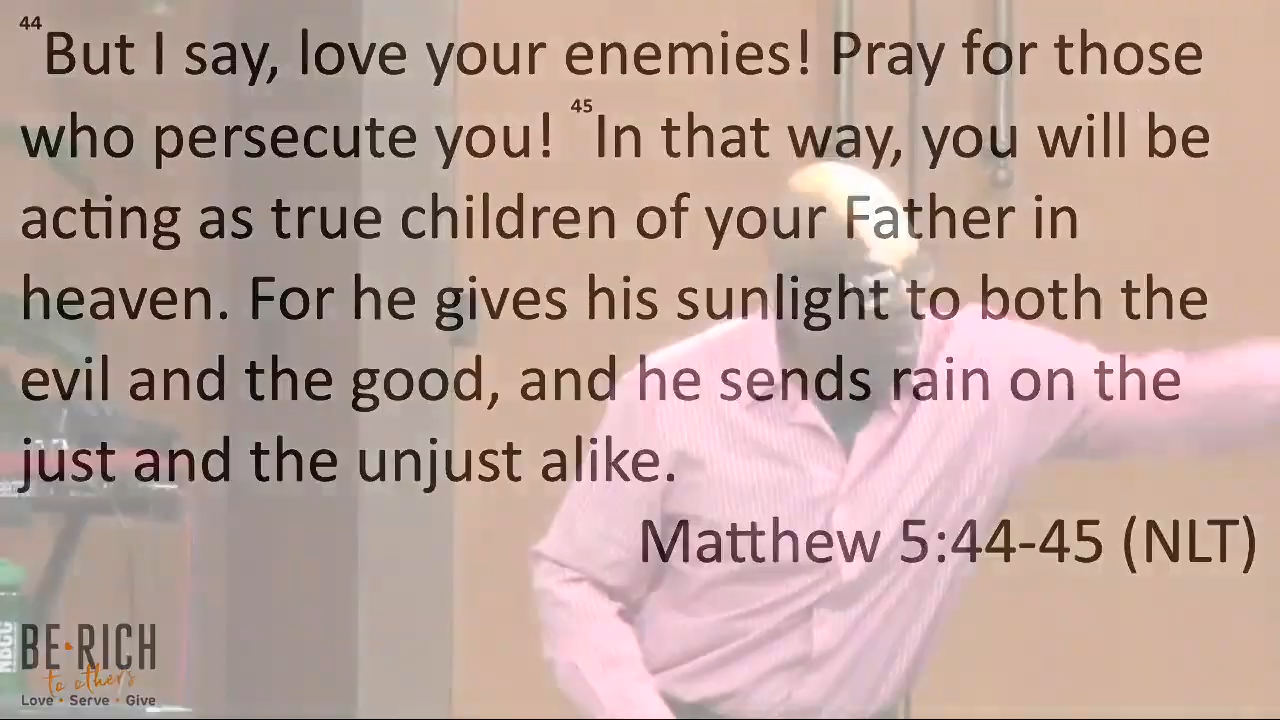 44 But I say, love your enemies! Pray for those
who persecute you! 45 In that way, you will be
acting as true children of your Father in
heaven. For he gives his sunlight to both the
evil and the good, and he sends rain on the
just and the unjust alike.
Matthew 5:44-45 (NLT)
NBCC
BE•RICH
to others
Love • Serve • Give